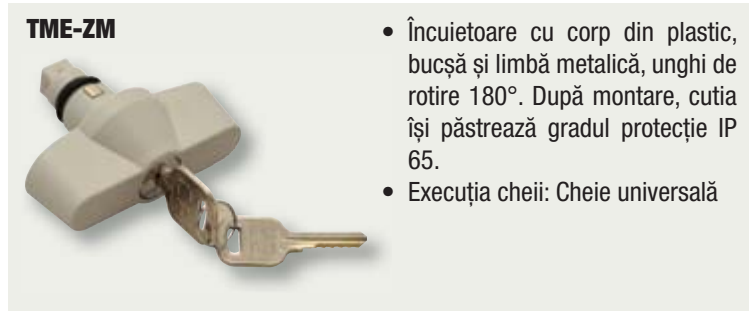 TME-ZM
• Încuietoare cu corp din plastic,
bucșă și limbă metalică, unghi de
rotire 180°. După montare, cutia
își păstrează gradul protecție IP
65.
• Execuția cheii: Cheie universală